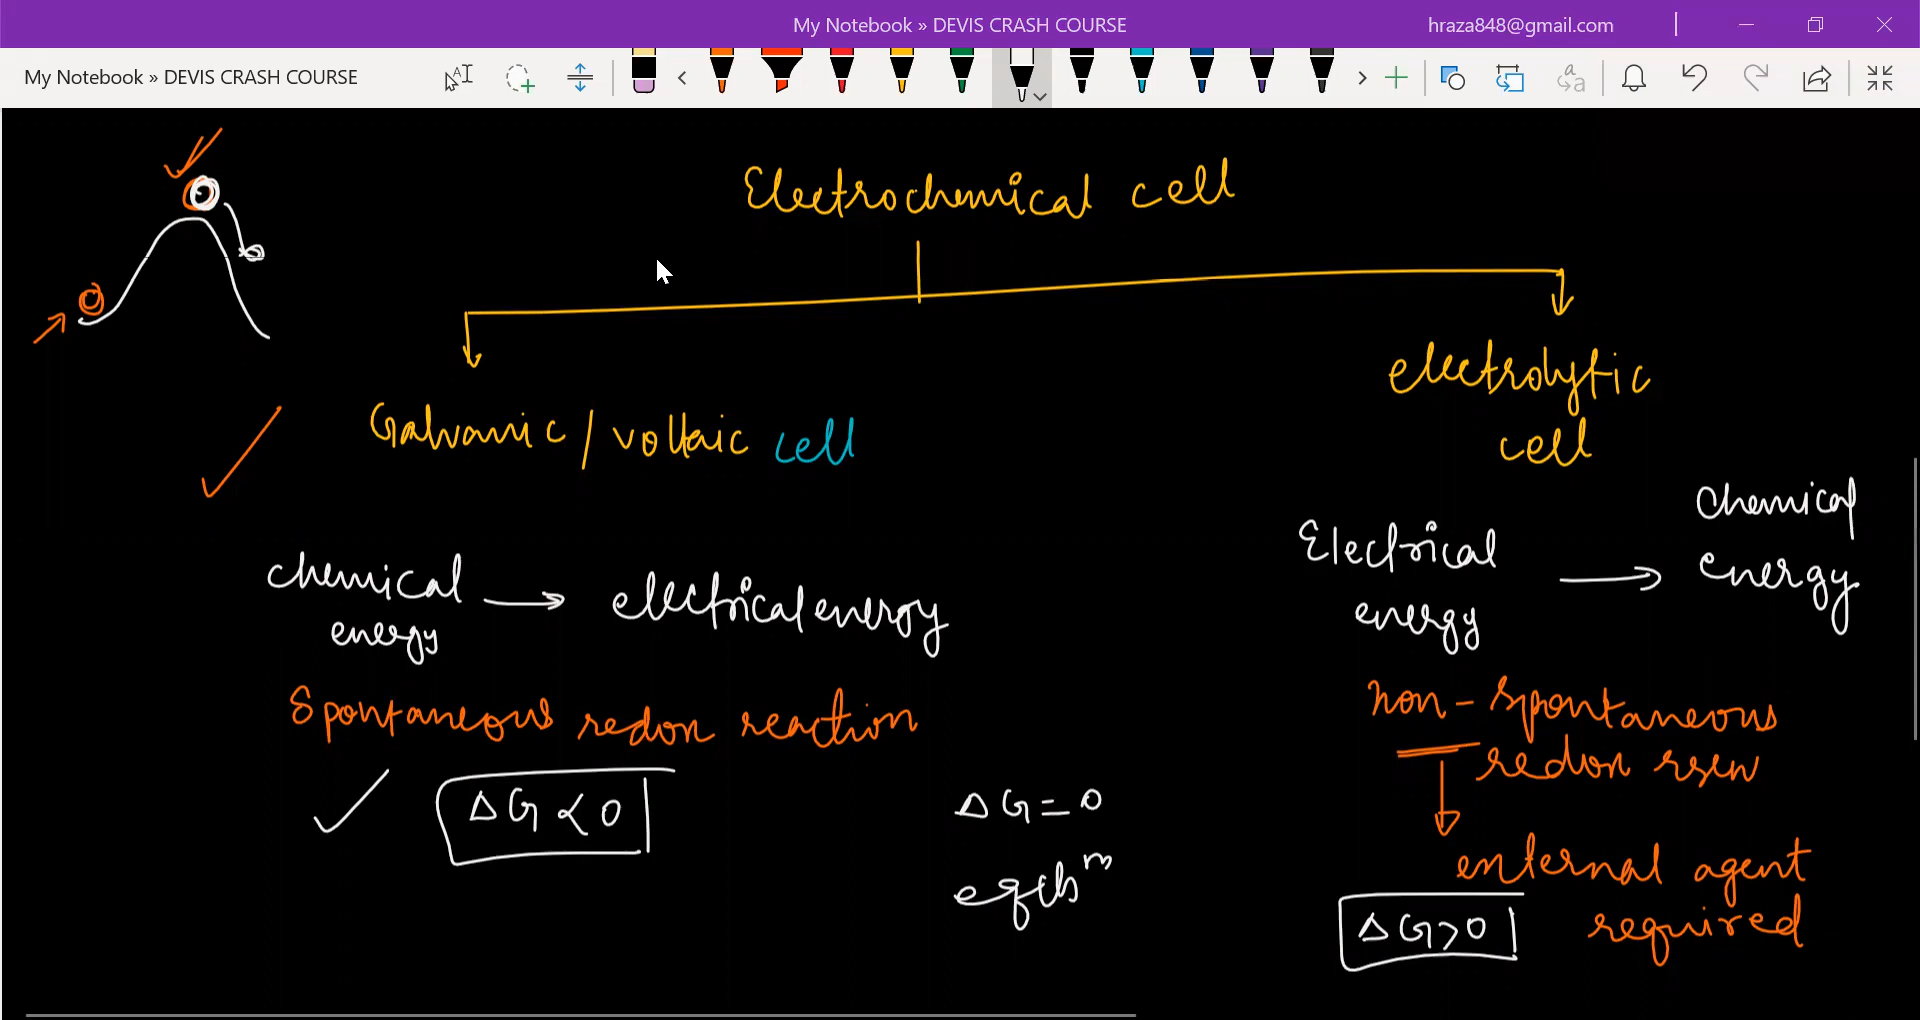 My Notebook » DEVIS CRASH COURSE
hraza848@gmail.com
My Notebook » DEVIS CRASH COURSE
Electrochemical cell
Galvanic / voltaic cell
electrolytic
cell
chemical
energy → electrical energy
Electrical
energy → chemical
energy
Spontaneous redox reaction
ΔG < 0
ΔG = 0
eqbᵐ
non-spontaneous
redox rxn
external agent
required
ΔG > 0